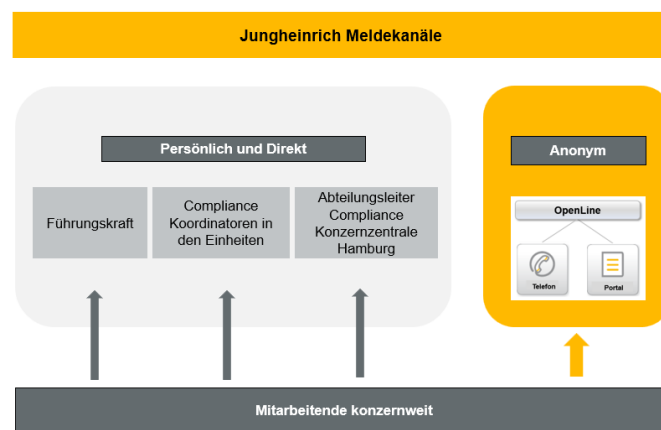 Jungheinrich Meldekanäle
Persönlich und Direkt
Führungskraft
Compliance
Koordinatoren in
den Einheiten
Abteilungsleiter
Compliance
Konzernzentrale
Hamburg
Anonym
OpenLine
Telefon
Portal
Mitarbeitende konzernweit